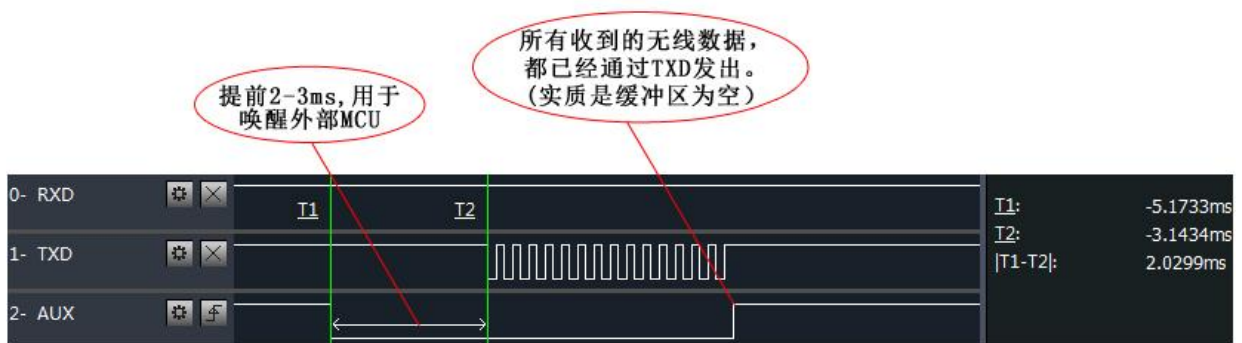 所有收到的无线数据，
都已经通过TXD发出。
(实质是缓冲区为空)
提前2-3ms,用于
唤醒外部MCU
0- RXD
T1
T2
1- TXD
2- AUX
T1:
-5.1733ms
T2:
-3.1434ms
|T1-T2|:
2.0299ms